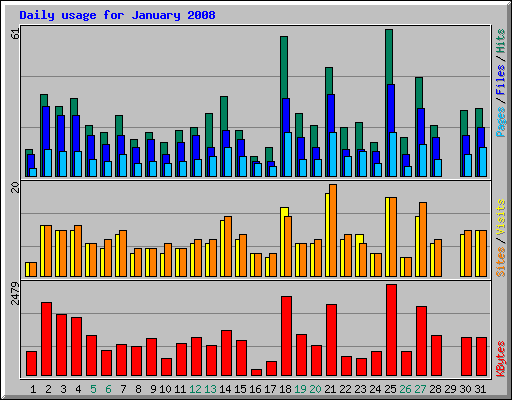 Daily usage for January 2008
61
Pages / Files / Hits
20
Sites / Visits
2479
KBytes
1 2 3 4 5 6 7 8 9 10 11 12 13 14 15 16 17 18 19 20 21 22 23 24 25 26 27 28 29 30 31